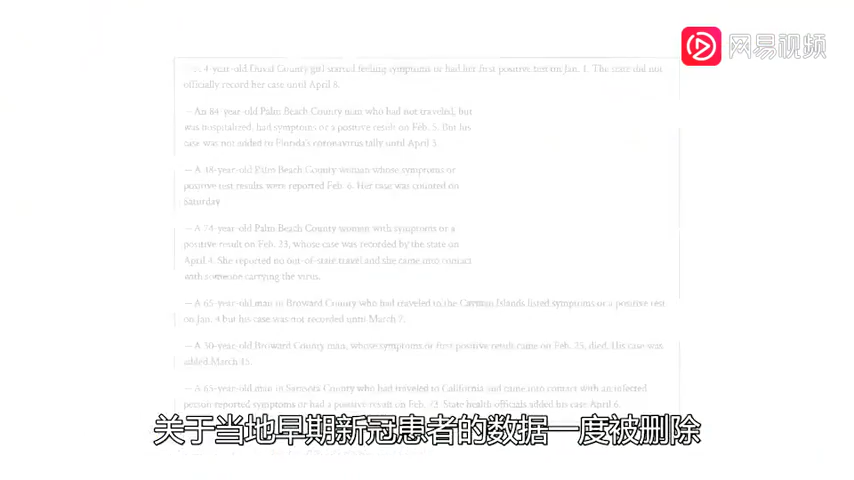 网易视频
4-year-old Duval County girl started feeling symptoms or had her first positive test on Jan. 1. The state did not
officially record her case until April 8.
— An 84-year-old Palm Beach County man who had not traveled, but
was hospitalized, had symptoms or a positive result on Feb. 5. But his
case was not added to Florida's coronavirus tally until April 3
— A 48-year-old Palm Beach County woman whose symptoms or
positive test results were reported Feb. 6. Her case was counted on
Saturday
— A 74-year-old Palm Beach County woman with symptoms or a
positive result on Feb. 23, whose case was recorded by the state on
April 4. She reported no out-of-state travel and she came into contact
with someone carrying the virus.
— A 65-year-old man in Broward County who had traveled to the Cayman Islands listed symptoms or a positive test
on Jan. 4 but his case was not recorded until March 7.
— A 50-year-old Broward County man, whose symptoms or first positive result came on Feb. 25, died. His case was
added March 15.
— A 65-year-old man in Sarasota County who had traveled to California and came into contact with an infected
person reported symptoms or had a positive result on Feb. State health officials added his case April 6.
关于当地早期新冠患者的数据一度被删除